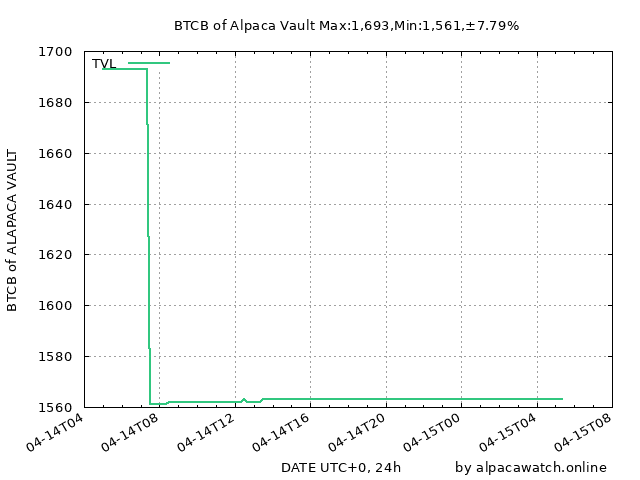 BTCB of Alpaca Vault Max:1,693,Min:1,561,±7.79%
TVL
1700
1680
1660
1640
1620
1600
1580
1560
BTCB of ALAPACA VAULT
04-14T04
04-14T08
04-14T12
04-14T16
04-14T20
04-15T00
04-15T04
04-15T08
DATE UTC+0, 24h
by alpacawatch.online